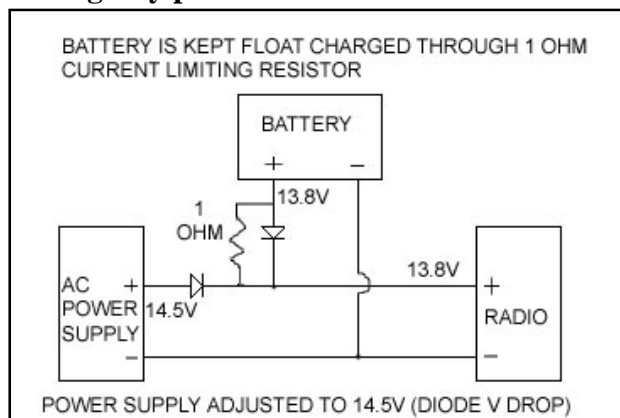 BATTERY IS KEPT FLOAT CHARGED THROUGH 1 OHM
CURRENT LIMITING RESISTOR
BATTERY
+ –
13.8V
1
OHM
13.8V
AC +
POWER
SUPPLY
–
14.5V
+
RADIO
–
POWER SUPPLY ADJUSTED TO 14.5V (DIODE V DROP)